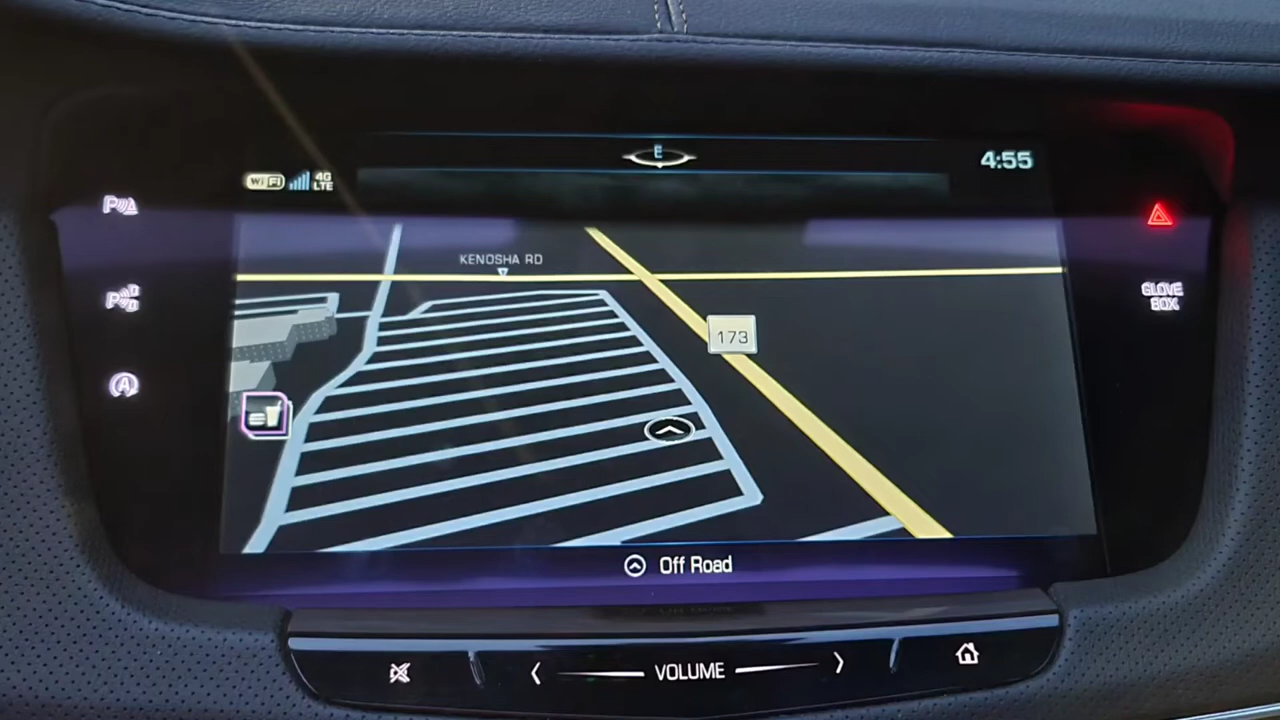 E
4:55
WiFi
4G
LTE
KENOSHA RD
173
GLOVE
BOX
P
P
A
Off Road
VOLUME